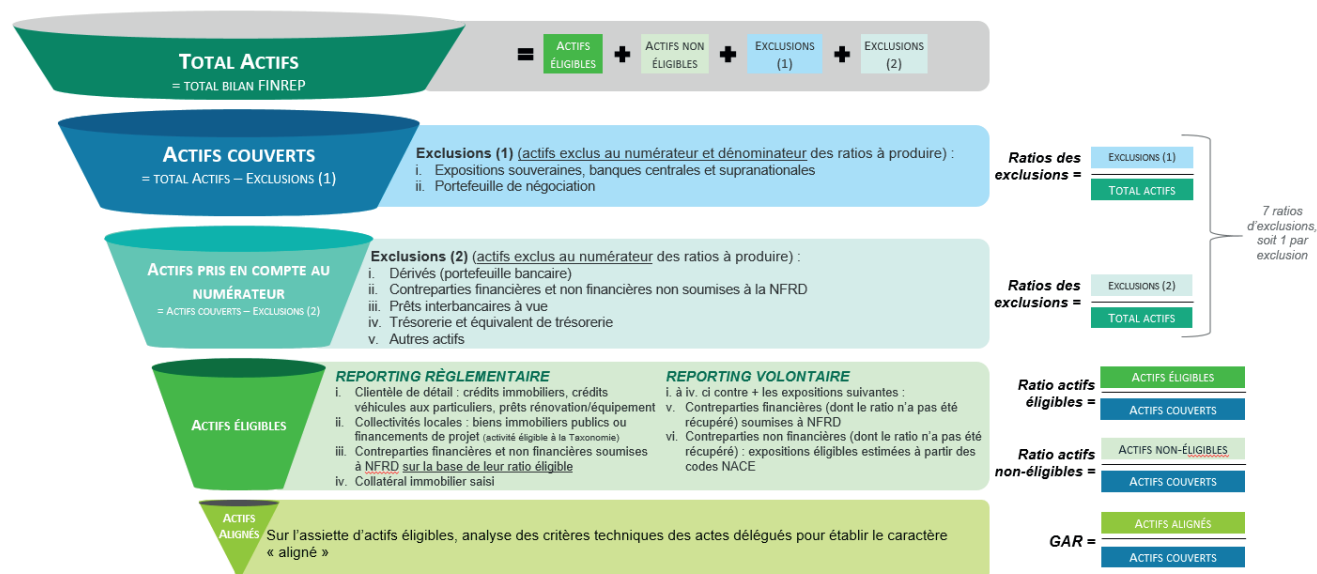 TOTAL ACTIFS
= TOTAL BILAN FINREP
=
ACTIFS
ÉLIGIBLES
+
ACTIFS NON
ÉLIGIBLES
+
EXCLUSIONS
(1)
+
EXCLUSIONS
(2)
ACTIFS COUVERTS
= TOTAL ACTIFS – EXCLUSIONS (1)
Exclusions (1) (actifs exclus au numérateur et dénominateur des ratios à produire) :
i. Expositions souveraines, banques centrales et supranationales
ii. Portefeuille de négociation
Ratios des
exclusions =
EXCLUSIONS (1)
TOTAL ACTIFS
7 ratios
d'exclusions,
soit 1 par
exclusion
ACTIFS PRIS EN COMPTE AU
NUMÉRATEUR
= ACTIFS COUVERTS – EXCLUSIONS (2)
Exclusions (2) (actifs exclus au numérateur des ratios à produire) :
i. Dérivés (portefeuille bancaire)
ii. Contreparties financières et non financières non soumises à la NFRD
iii. Prêts interbancaires à vue
iv. Trésorerie et équivalent de trésorerie
v. Autres actifs
Ratios des
exclusions =
EXCLUSIONS (2)
TOTAL ACTIFS
ACTIFS ÉLIGIBLES
REPORTING RÈGLEMENTAIRE
i. Clientèle de détail : crédits immobiliers, crédits
véhicules aux particuliers, prêts rénovation/équipement
ii. Collectivités locales : biens immobiliers publics ou
financements de projet (activité éligible à la Taxonomie)
iii. Contreparties financières et non financières soumises
à NFRD sur la base de leur ratio éligible
iv. Collatéral immobilier saisi
REPORTING VOLONTAIRE
i. à iv. ci contre + les expositions suivantes :
v. Contreparties financières (dont le ratio n'a pas été
récupéré) soumises à NFRD
vi. Contreparties non financières (dont le ratio n'a pas été
récupéré) : expositions éligibles estimées à partir des
codes NACE
Ratio actifs
éligibles =
ACTIFS ÉLIGIBLES
ACTIFS COUVERTS
Ratio actifs
non-éligibles =
ACTIFS NON-ÉLIGIBLES
ACTIFS COUVERTS
ACTIFS
ALIGNÉS
Sur l'assiette d'actifs éligibles, analyse des critères techniques des actes délégués pour établir le caractère
« aligné »
GAR =
ACTIFS ALIGNÉS
ACTIFS COUVERTS